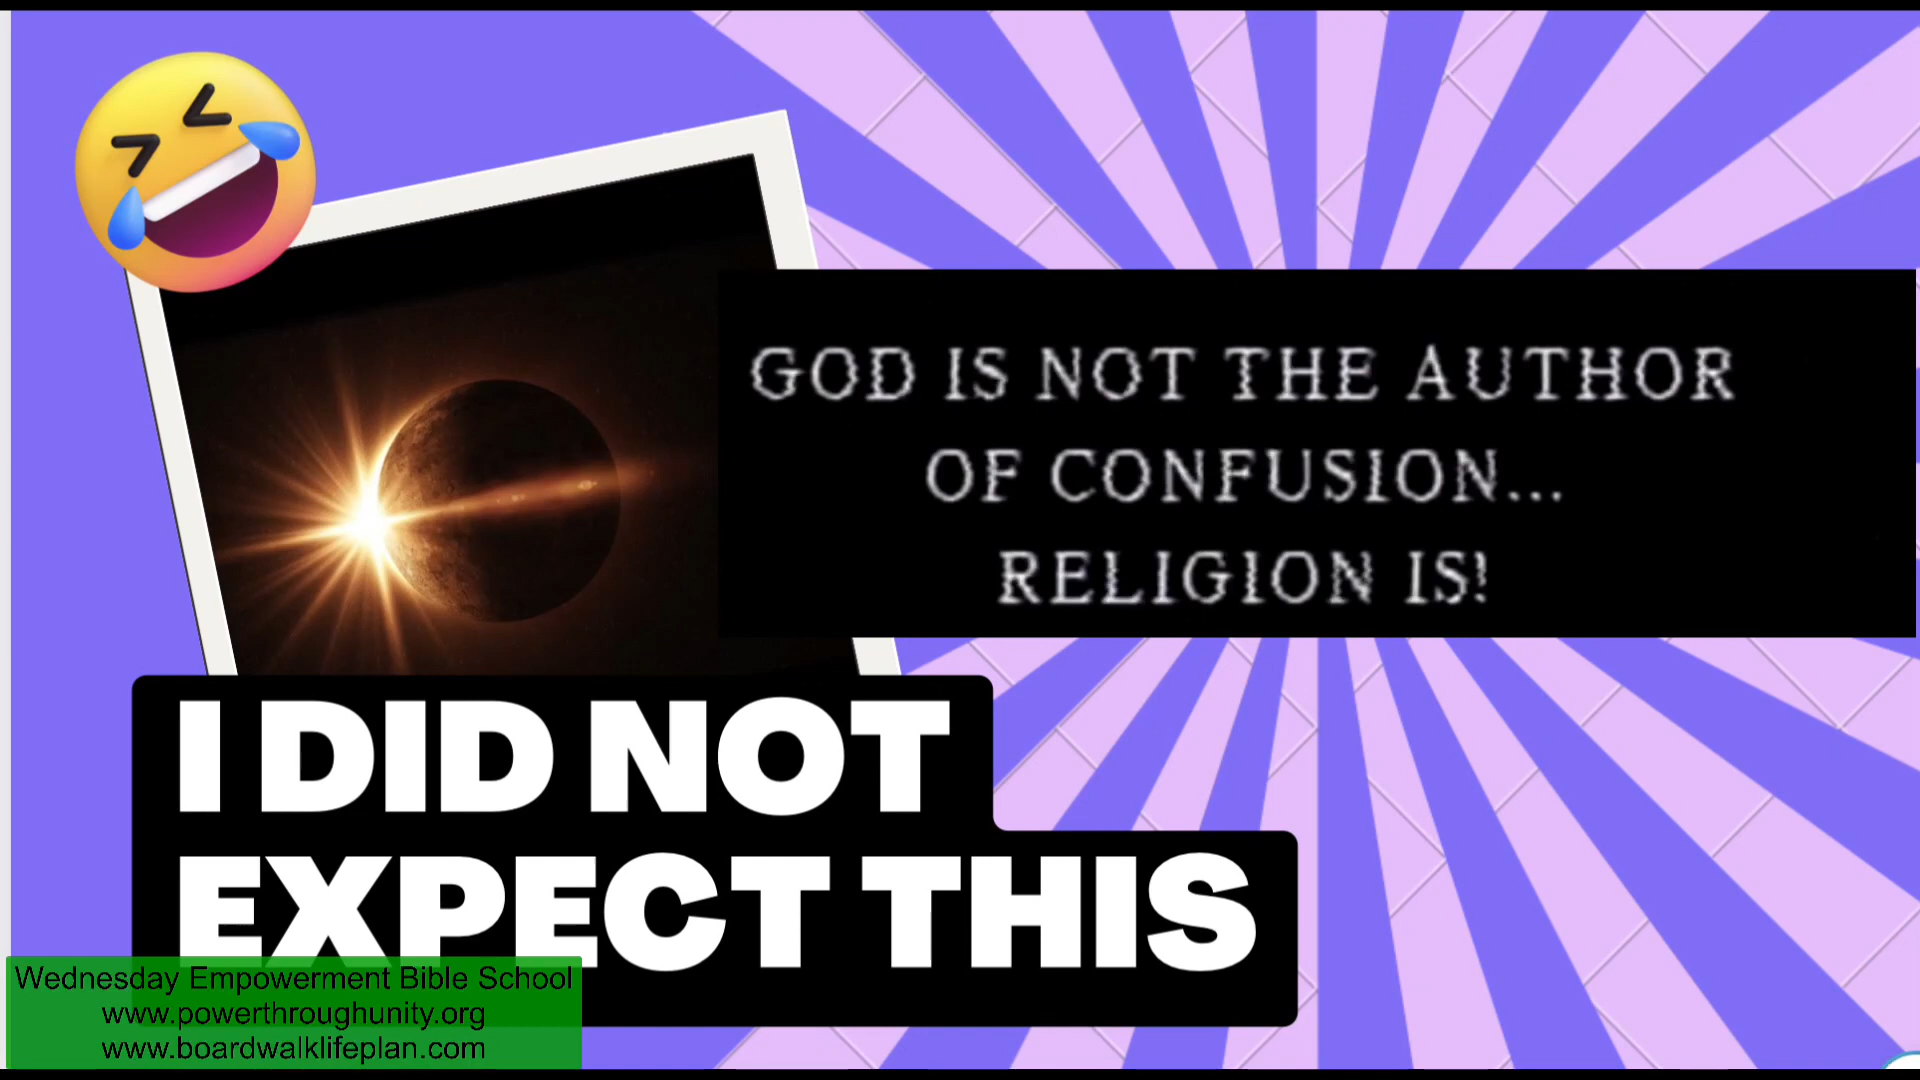 GOD IS NOT THE AUTHOR
OF CONFUSION...
RELIGION IS!
I DID NOT
EXPECT THIS
Wednesday Empowerment Bible School
www.powerthroughunity.org
www.boardwalklifeplan.com